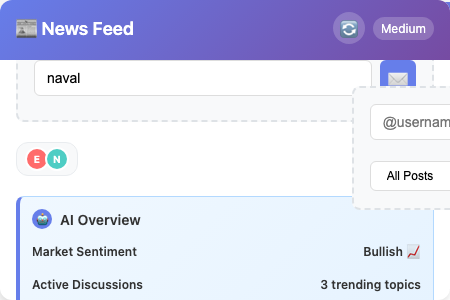 News Feed
Medium
naval
@usernam
All Posts
E N
AI Overview
Market Sentiment Bullish
Active Discussions 3 trending topics